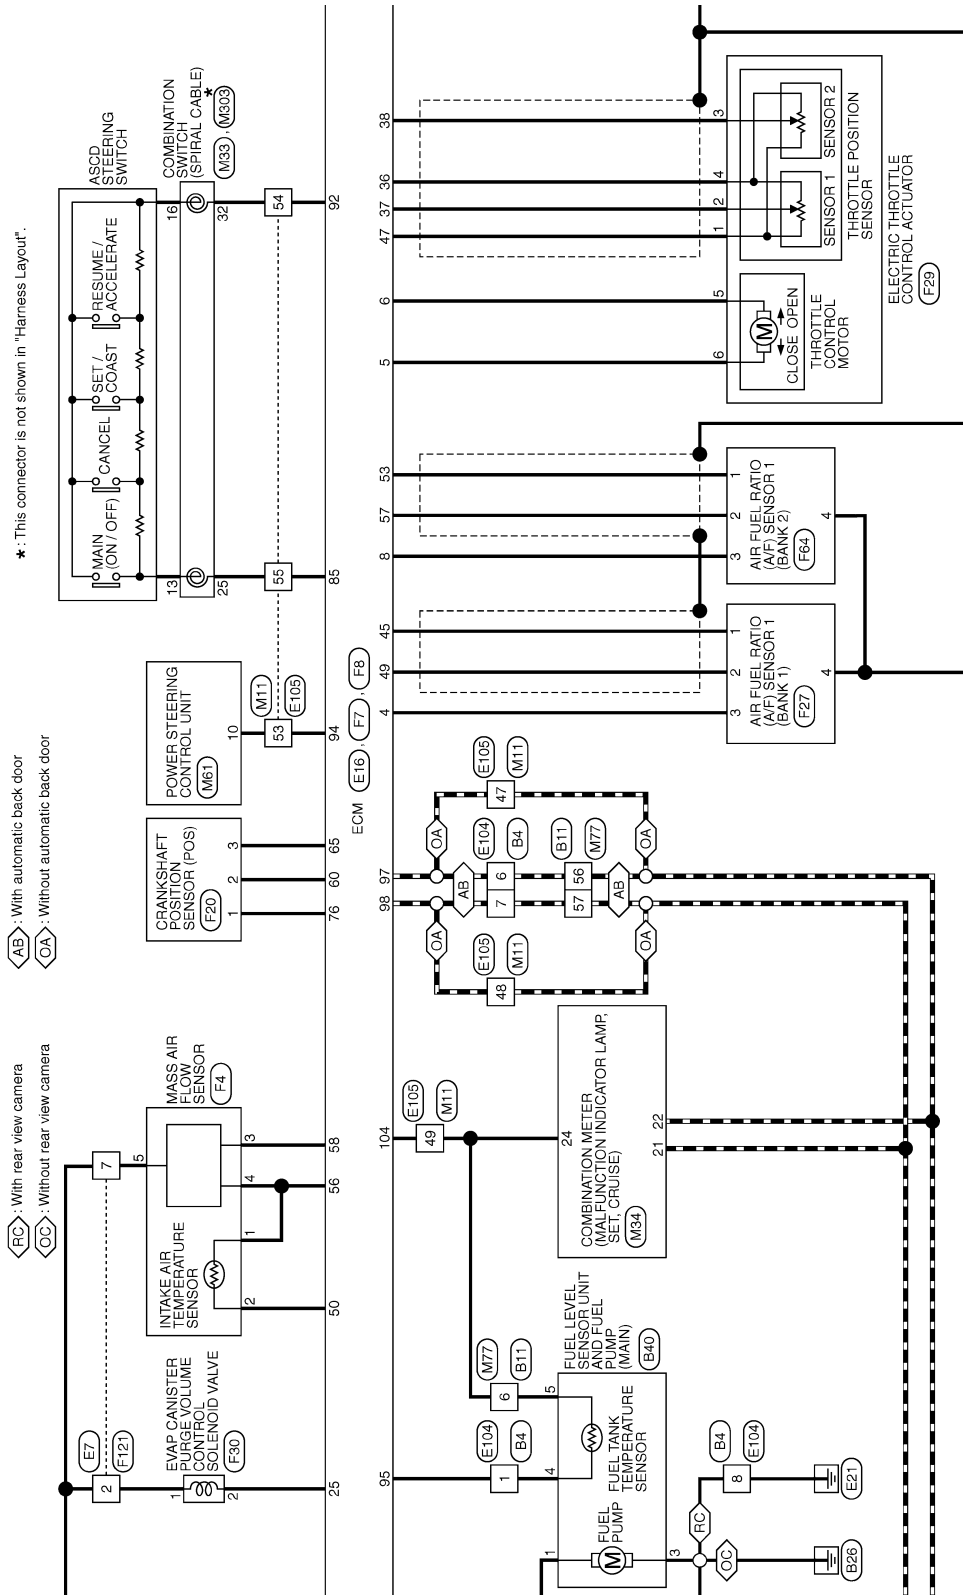 *: This connector is not shown in "Harness Layout".
RC : With rear view camera
OC : Without rear view camera
AB : With automatic back door
OA : Without automatic back door
E7
F121
2
EVAP CANISTER
PURGE VOLUME
CONTROL
SOLENOID VALVE
F30
1
2
25
7
5
MASS AIR
FLOW
SENSOR
F4
INTAKE AIR
TEMPERATURE
SENSOR
2
1
4
3
50
56
58
CRANKSHAFT
POSITION
SENSOR (POS)
F20
1
2
3
76
60
65
POWER STEERING
CONTROL UNIT
M61
10
M11
E105
53
94
ASCD
STEERING
SWITCH
MAIN
(ON / OFF)
CANCEL
SET /
COAST
RESUME /
ACCELERATE
COMBINATION
SWITCH
(SPIRAL CABLE)
M33 , M303 *
13
25
16
32
55
54
85
92
ECM E16 , F7 , F8
95
104
98
97
4
49
45
8
57
53
5
6
47
37
36
38
E104
B4
1
M77
B11
6
4
5
FUEL LEVEL
SENSOR UNIT
AND FUEL
PUMP
(MAIN)
B40
FUEL
PUMP
M
FUEL TANK
TEMPERATURE
SENSOR
1
3
RC
OC
B4
E104
8
B26
E21
E105
M11
49
24
COMBINATION METER
(MALFUNCTION INDICATOR LAMP,
SET, CRUISE)
M34
21
22
E105
M11
48
OA
OA
E104
B4
7
6
B11
M77
57
56
AB
AB
OA
OA
E105
M11
47
3
2
1
AIR FUEL RATIO
(A/F) SENSOR 1
(BANK 1)
F27
4
3
2
1
AIR FUEL RATIO
(A/F) SENSOR 1
(BANK 2)
F64
4
6
5
M
CLOSE OPEN
THROTTLE
CONTROL
MOTOR
1
2
4
3
SENSOR 1
SENSOR 2
THROTTLE POSITION
SENSOR
ELECTRIC THROTTLE
CONTROL ACTUATOR
F29